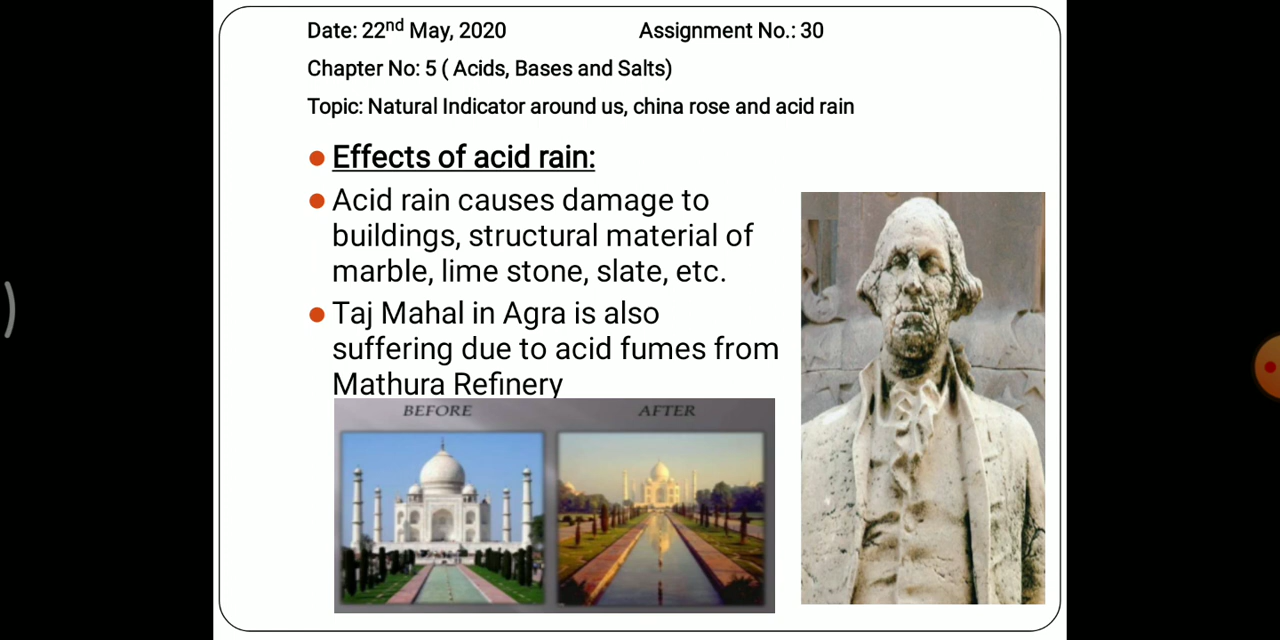 Date: 22nd May, 2020 Assignment No.: 30
Chapter No: 5 ( Acids, Bases and Salts)
Topic: Natural Indicator around us, china rose and acid rain
Effects of acid rain:
Acid rain causes damage to
buildings, structural material of
marble, lime stone, slate, etc.
Taj Mahal in Agra is also
suffering due to acid fumes from
Mathura Refinery
BEFORE AFTER